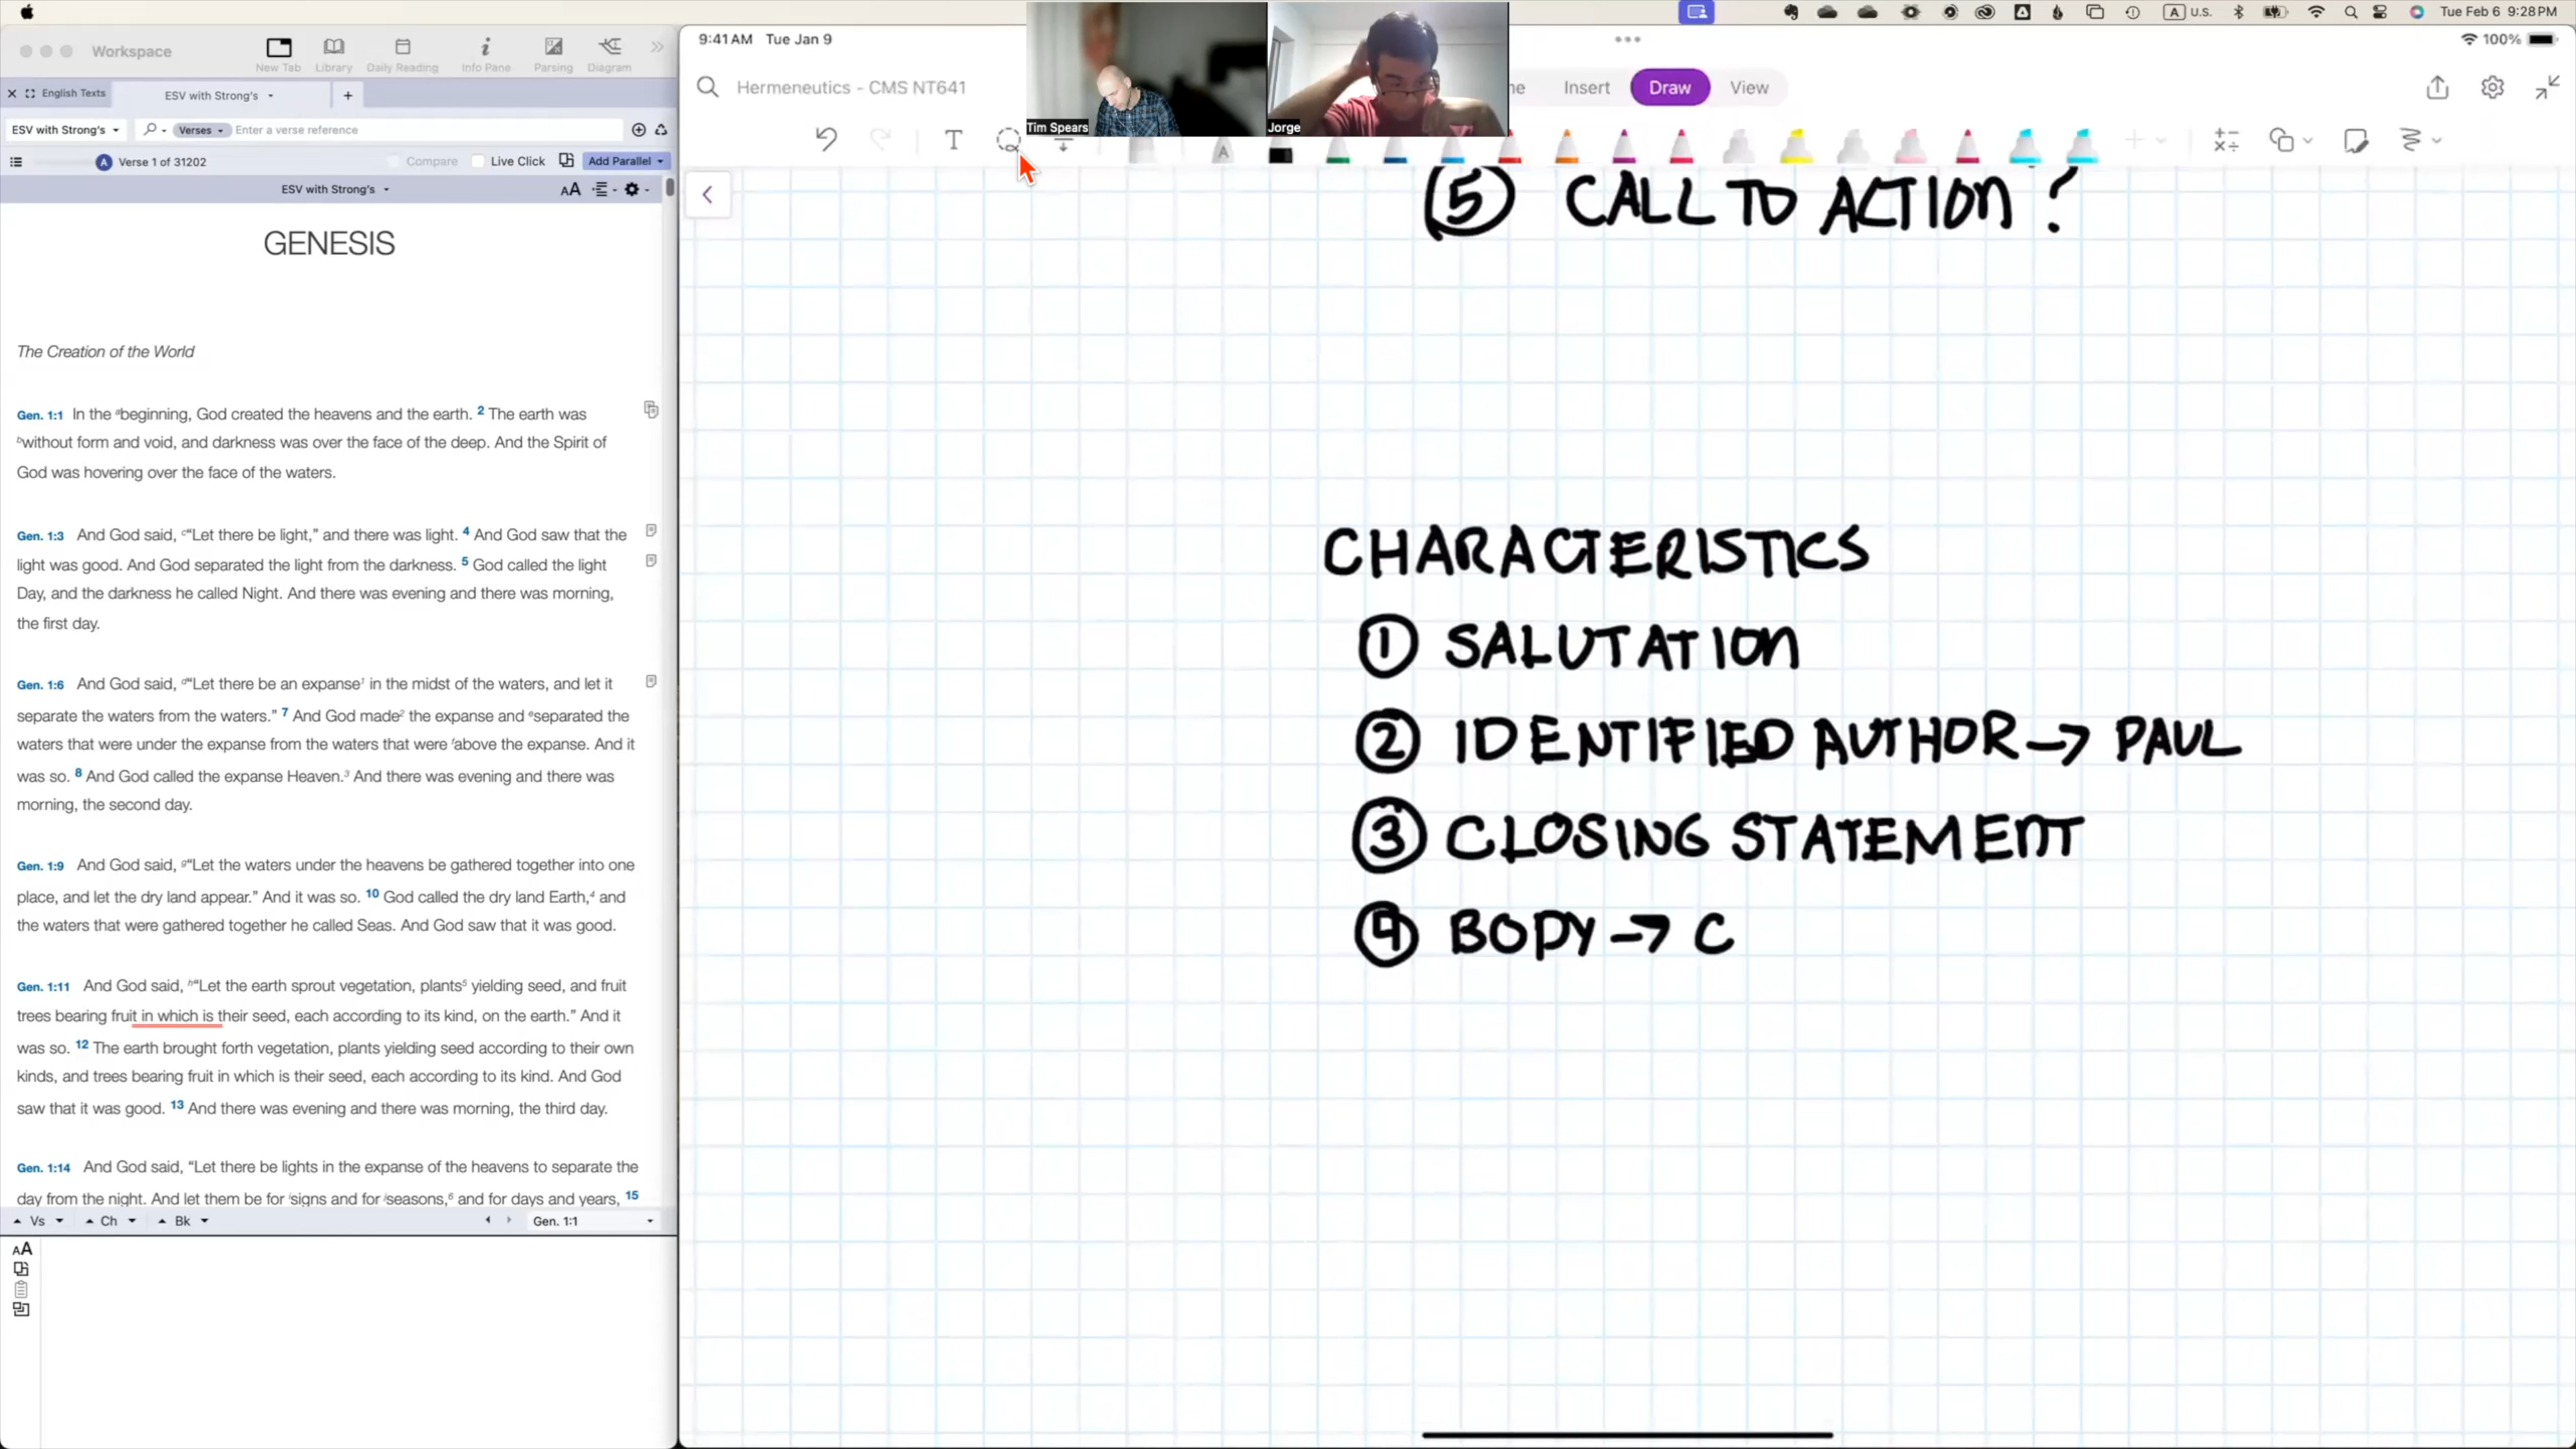 Tue Feb 6 9:28 PM
U.S.
A
Workspace
New Tab Library Daily Reading Info Pane Parsing Diagram
English Texts
ESV with Strong's
ESV with Strong's Verses Enter a verse reference
A Verse 1 of 31202 Compare Live Click Add Parallel
ESV with Strong's
AA
GENESIS
The Creation of the World
Gen. 1:1 In the ᵃbeginning, God created the heavens and the earth. 2 The earth was
ᵇwithout form and void, and darkness was over the face of the deep. And the Spirit of
God was hovering over the face of the waters.
Gen. 1:3 And God said, ᶜ“Let there be light,” and there was light. 4 And God saw that the
light was good. And God separated the light from the darkness. 5 God called the light
Day, and the darkness he called Night. And there was evening and there was morning,
the first day.
Gen. 1:6 And God said, ᵈ“Let there be an expanse¹ in the midst of the waters, and let it
separate the waters from the waters.” 7 And God made² the expanse and ᵉseparated the
waters that were under the expanse from the waters that were ᶠabove the expanse. And it
was so. 8 And God called the expanse Heaven.³ And there was evening and there was
morning, the second day.
Gen. 1:9 And God said, ᵍ“Let the waters under the heavens be gathered together into one
place, and let the dry land appear.” And it was so. 10 God called the dry land Earth,⁴ and
the waters that were gathered together he called Seas. And God saw that it was good.
Gen. 1:11 And God said, ʰ“Let the earth sprout vegetation, plants⁵ yielding seed, and fruit
trees bearing fruit in which is their seed, each according to its kind, on the earth.” And it
was so. 12 The earth brought forth vegetation, plants yielding seed according to their own
kinds, and trees bearing fruit in which is their seed, each according to its kind. And God
saw that it was good. 13 And there was evening and there was morning, the third day.
Gen. 1:14 And God said, “Let there be lights in the expanse of the heavens to separate the
day from the night. And let them be for ⁱsigns and for ʲseasons,⁶ and for days and years, 15
Vs Ch Bk Gen. 1:1
AA
9:41 AM Tue Jan 9
100%
Hermeneutics - CMS NT641
Insert Draw View
Tim Spears
Jorge
T
A
5 CALL TO ACTION?
CHARACTERISTICS
1 SALUTATION
2 IDENTIFIED AUTHOR → PAUL
3 CLOSING STATEMENT
4 BODY → C